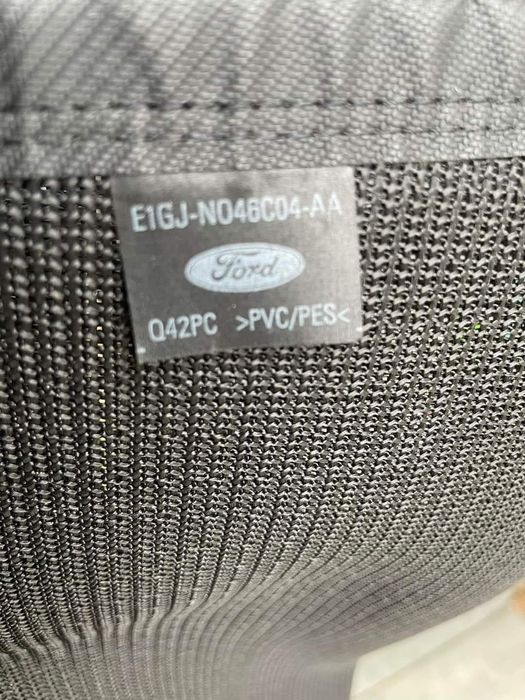 E1GJ-N046C04-AA
Ford
Q42PC >PVC/PES<